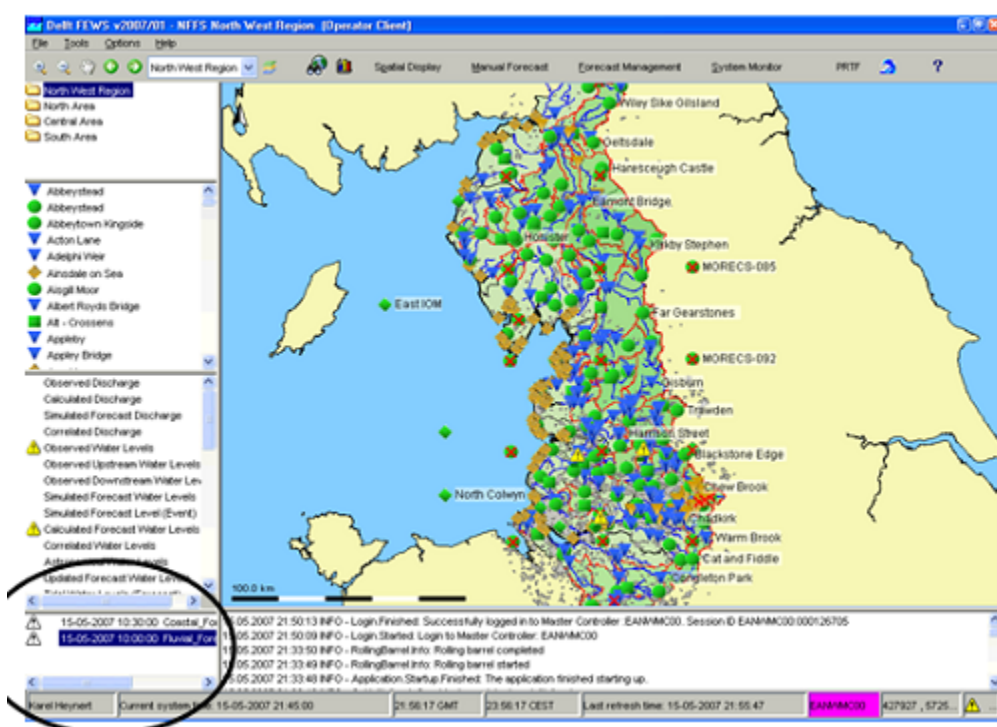 Delft FEWS v2007/01 - NFFS North West Region (Operator Client)
File Tools Options Help
North West Region Spatial Display Manual Forecast Forecast Management System Monitor PRTF ?
North West Region
North Area
Central Area
South Area
Abbeystead
Abbeystead
Abbeytown Kingside
Acton Lane
Adelphi Weir
Ainsdale on Sea
Aisgill Moor
Albert Royds Bridge
Alt - Crossens
Appleby
Appley Bridge
Observed Discharge
Calculated Discharge
Simulated Forecast Discharge
Correlated Discharge
Observed Water Levels
Observed Upstream Water Levels
Observed Downstream Water Lev
Simulated Forecast Water Levels
Simulated Forecast Level (Event)
Calculated Forecast Water Levels
Correlated Water Levels
Updated Forecast Water Leve
Wiley Sike Gilsland
Geltsdale
Haresceugh Castle
Eamont Bridge
Honister
Kirkby Stephen
MORECS-085
East IOM
Far Gearstones
MORECS-092
Gisburn
Trawden
Harrison Street
Blackstone Edge
Chew Brook
North Colwyn
Chadkirk
Warm Brook
Cat and Fiddle
Congleton Park
100.0 km
15-05-2007 10:30:00 Coastal_For
15-05-2007 10:00:00 Fluvial_Fore
05.2007 21:50:13 INFO - Login.Finished: Successfully logged in to Master Controller :EANWMC00. Session ID EANWMC00:000126705
05.2007 21:50:09 INFO - Login.Started: Login to Master Controller: EANWMC00
05.2007 21:33:50 INFO - RollingBarrel.Info: Rolling barrel completed
05.2007 21:33:49 INFO - RollingBarrel.Info: Rolling barrel started
05.2007 21:33:48 INFO - Application.Startup.Finished: The application finished starting up.
Karel Heynert Current system time: 15-05-2007 21:45:00 21:56:17 GMT 23:56:17 CEST Last refresh time: 15-05-2007 21:55:47 EANWMC00 427927 , 5725...